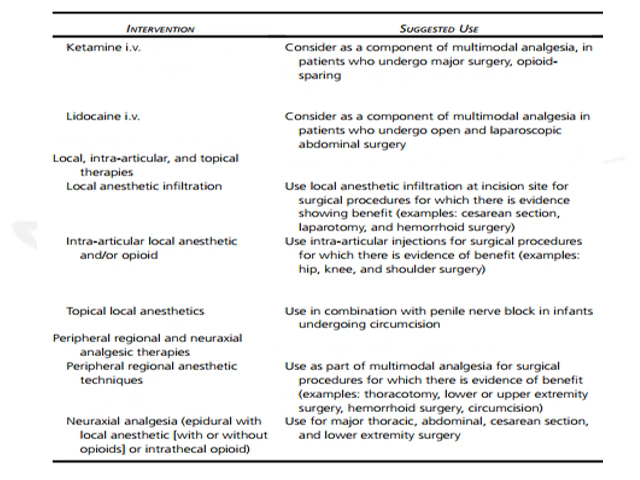 INTERVENTION SUGGESTED USE
Ketamine i.v. Consider as a component of multimodal analgesia, in
patients who undergo major surgery, opioid-
sparing
Lidocaine i.v. Consider as a component of multimodal analgesia in
patients who undergo open and laparoscopic
abdominal surgery
Local, intra-articular, and topical
therapies
Local anesthetic infiltration Use local anesthetic infiltration at incision site for
surgical procedures for which there is evidence
showing benefit (examples: cesarean section,
laparotomy, and hemorrhoid surgery)
Intra-articular local anesthetic Use intra-articular injections for surgical procedures
and/or opioid for which there is evidence of benefit (examples:
hip, knee, and shoulder surgery)
Topical local anesthetics Use in combination with penile nerve block in infants
undergoing circumcision
Peripheral regional and neuraxial
analgesic therapies
Peripheral regional anesthetic Use as part of multimodal analgesia for surgical
techniques procedures for which there is evidence of benefit
(examples: thoracotomy, lower or upper extremity
surgery, hemorrhoid surgery, circumcision)
Neuraxial analgesia (epidural with Use for major thoracic, abdominal, cesarean section,
local anesthetic [with or without and lower extremity surgery
opioids] or intrathecal opioid)